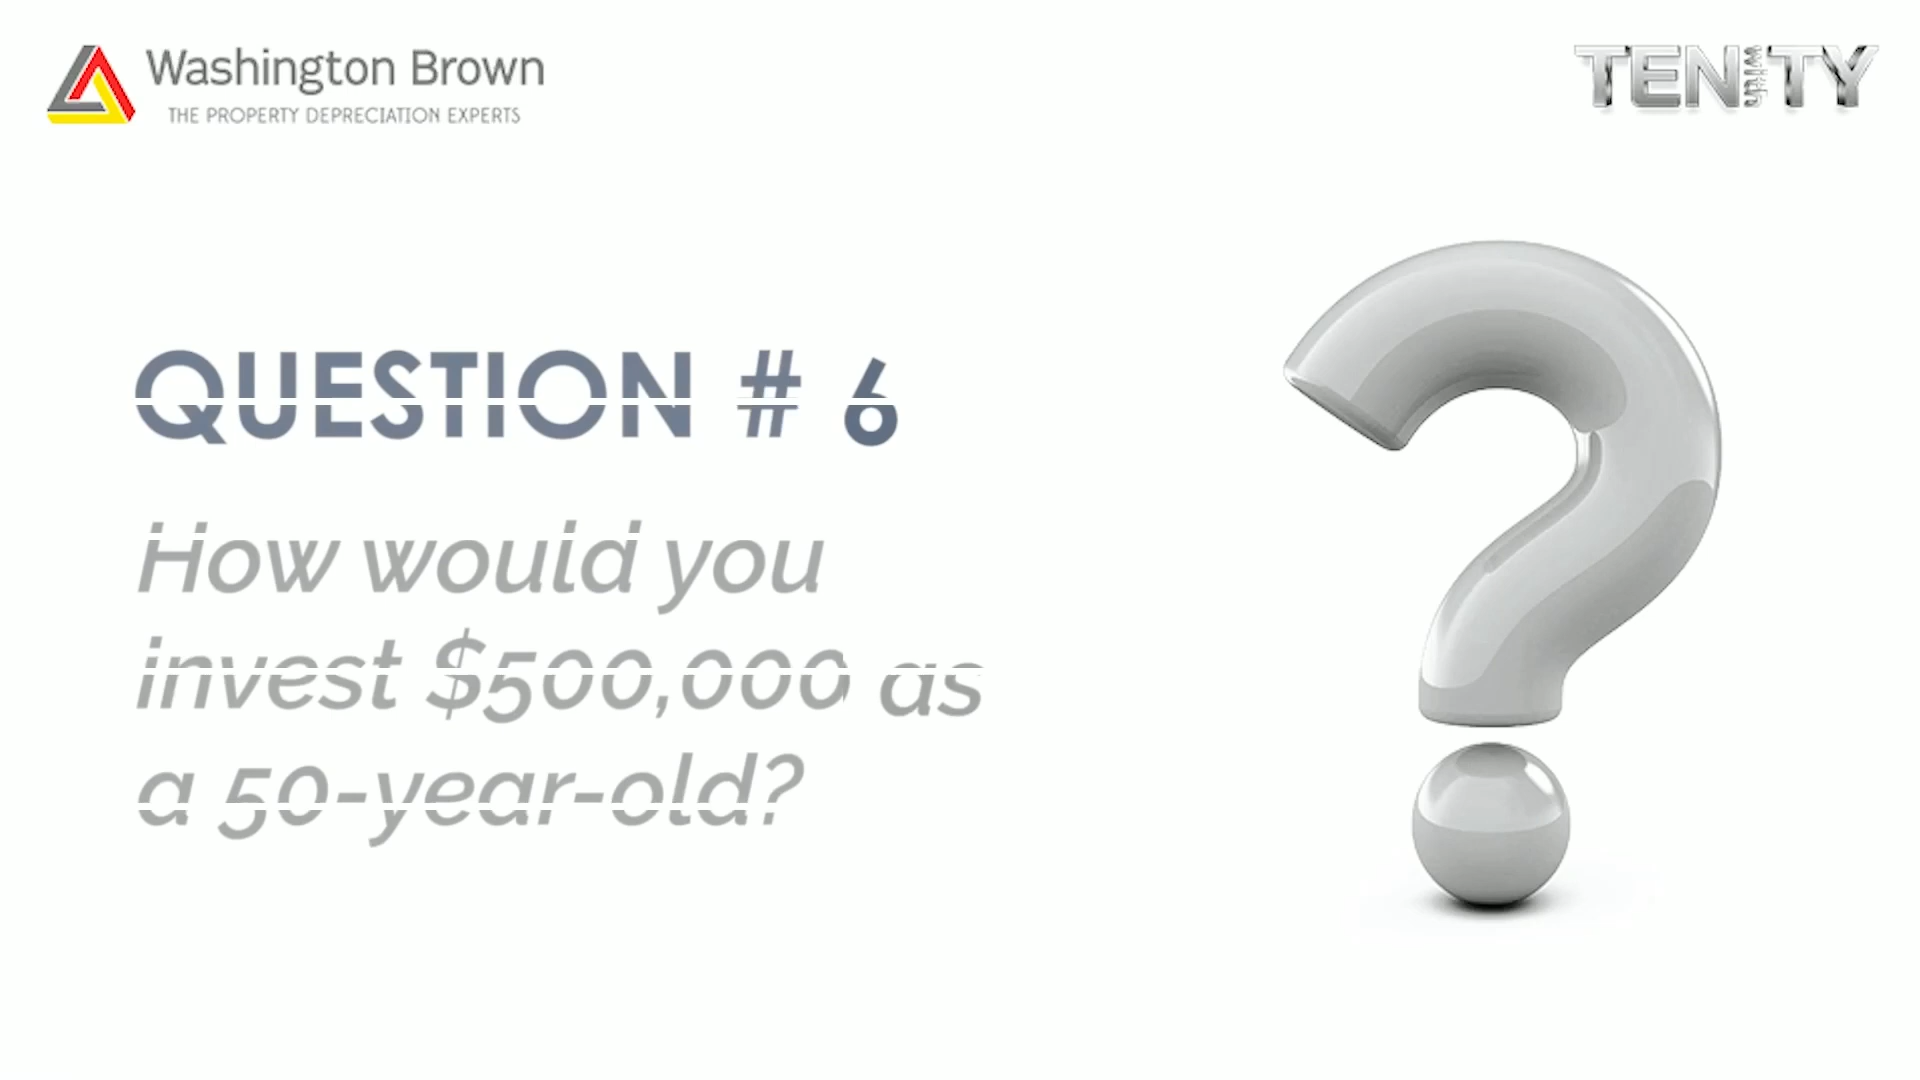 Washington Brown
THE PROPERTY DEPRECIATION EXPERTS
TEN with TY
QUESTION # 6
How would you
invest $500,000 as
a 50-year-old?